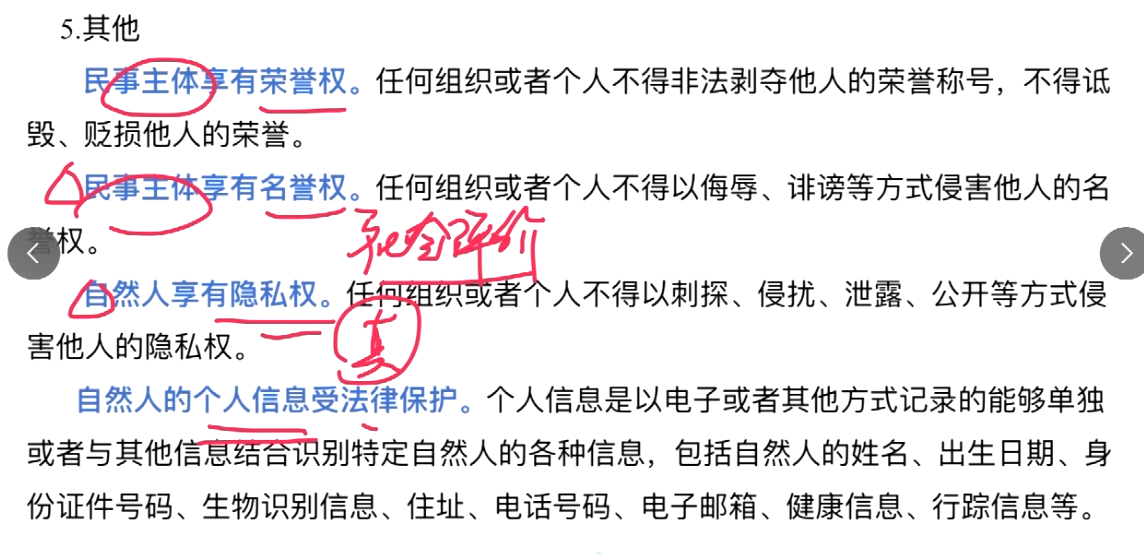 5.其他
民事主体享有荣誉权。任何组织或者个人不得非法剥夺他人的荣誉称号，不得诋
毁、贬损他人的荣誉。
民事主体享有名誉权。任何组织或者个人不得以侮辱、诽谤等方式侵害他人的名
誉权。
社会评价
自然人享有隐私权。任何组织或者个人不得以刺探、侵扰、泄露、公开等方式侵
害他人的隐私权。
真
自然人的个人信息受法律保护。个人信息是以电子或者其他方式记录的能够单独
或者与其他信息结合识别特定自然人的各种信息，包括自然人的姓名、出生日期、身
份证件号码、生物识别信息、住址、电话号码、电子邮箱、健康信息、行踪信息等。